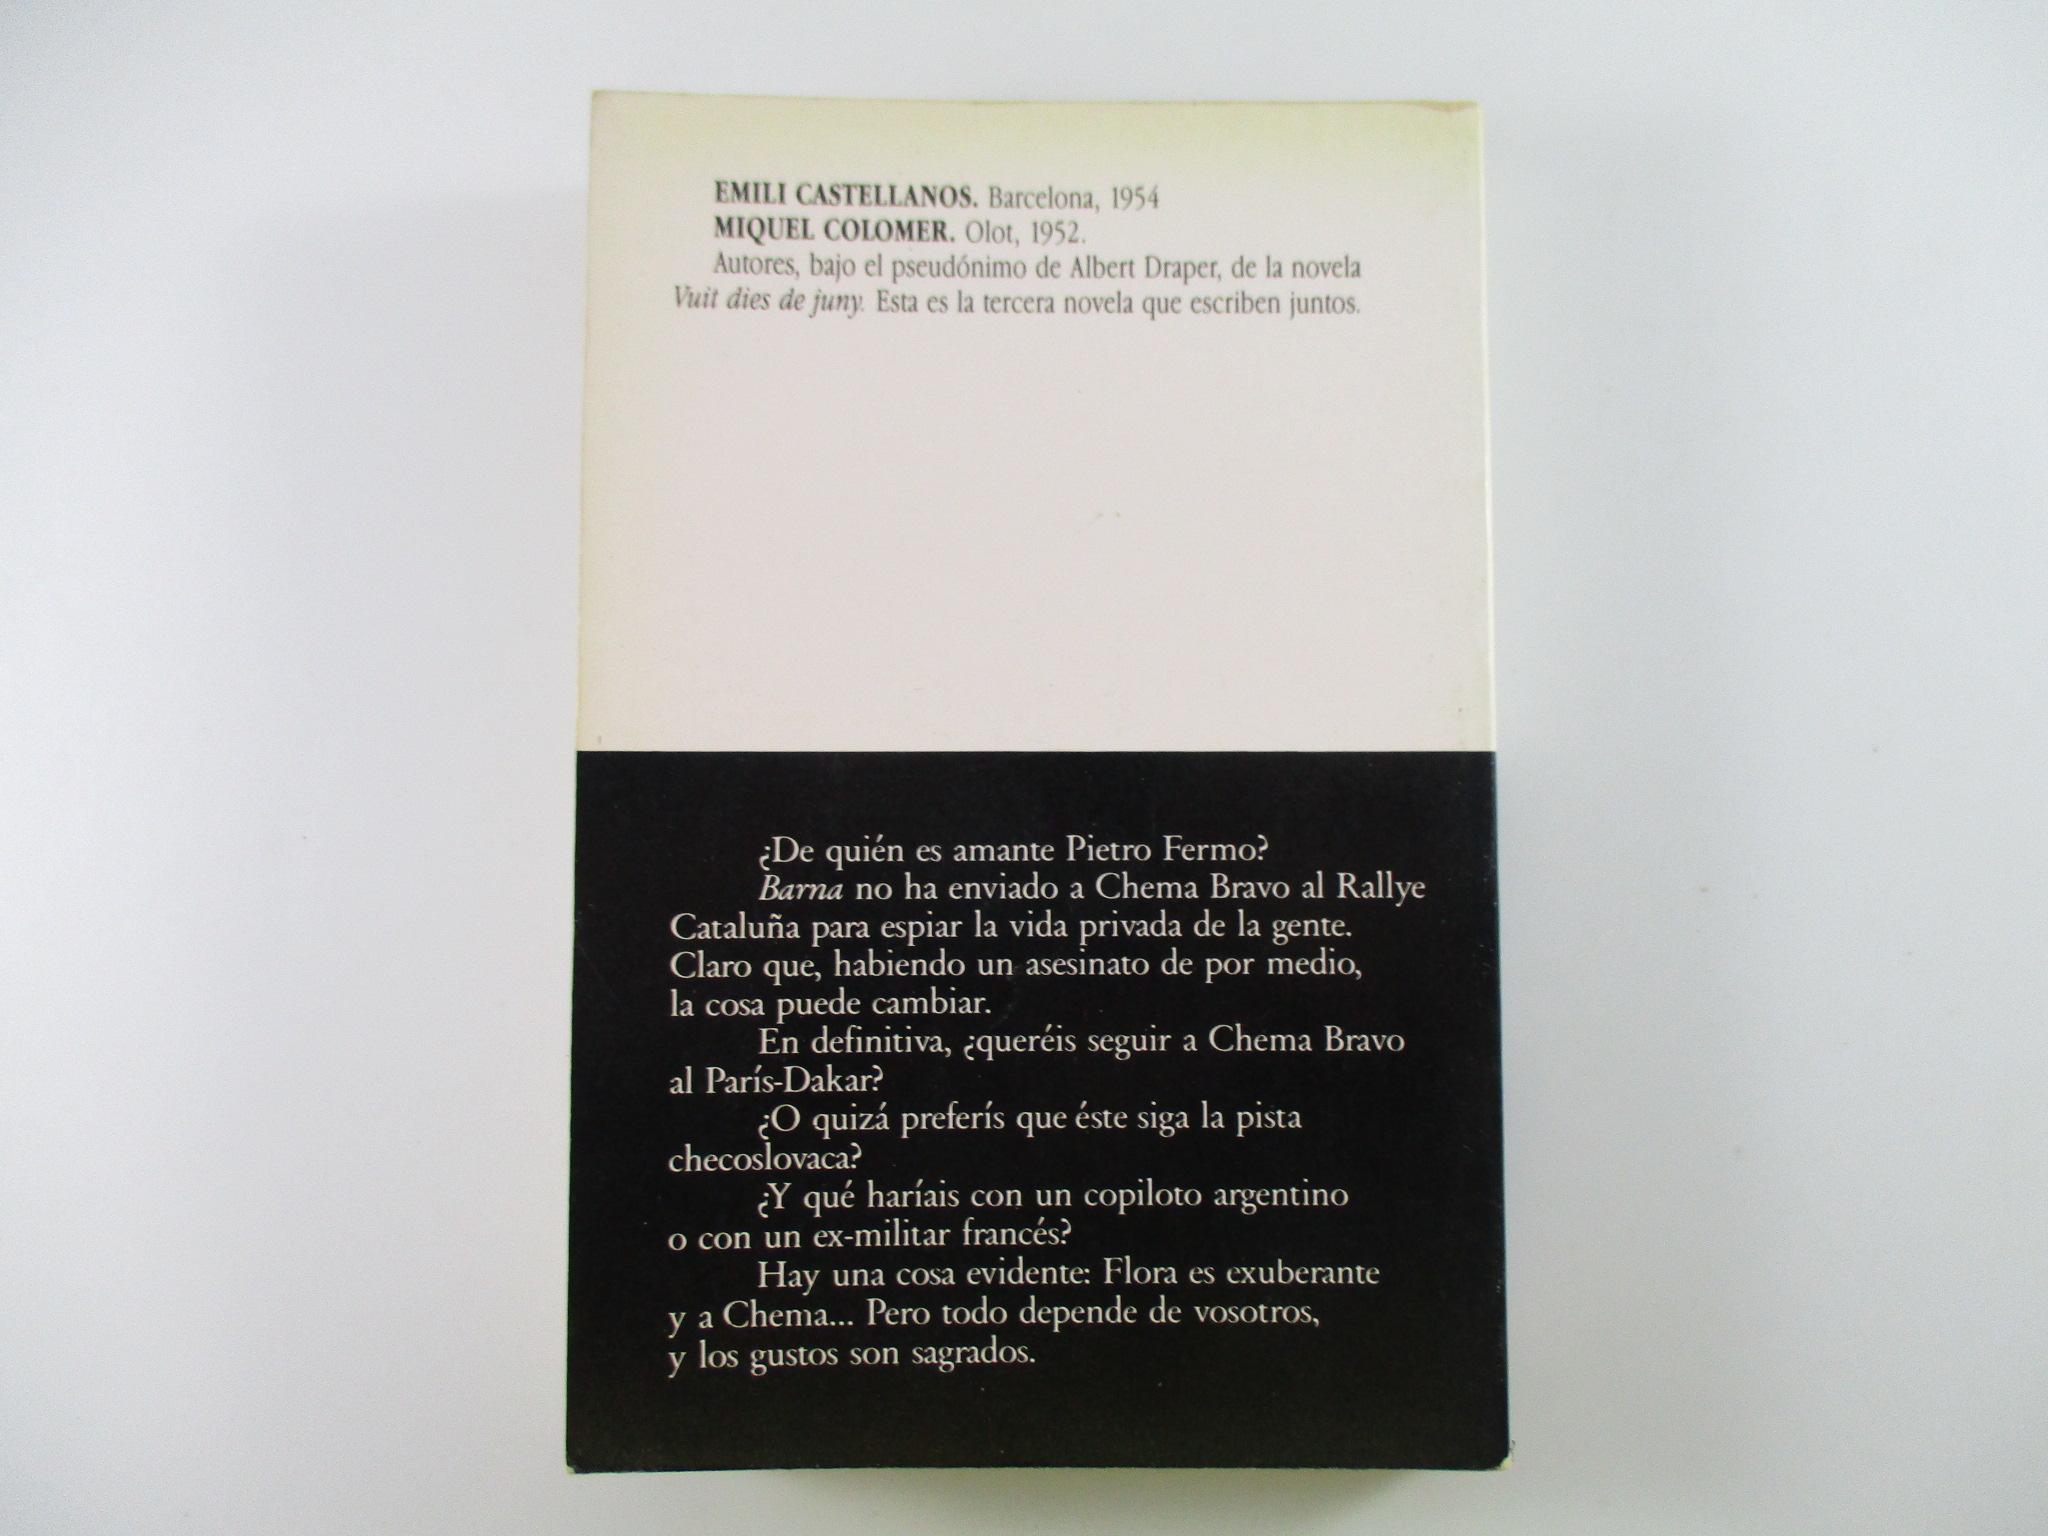 EMILI CASTELLANOS. Barcelona, 1954
MIQUEL COLOMER. Olot, 1952.
Autores, bajo el pseudónimo de Albert Draper, de la novela
Vuit dies de juny. Esta es la tercera novela que escriben juntos.
¿De quién es amante Pietro Fermo?
Barna no ha enviado a Chema Bravo al Rallye
Cataluña para espiar la vida privada de la gente.
Claro que, habiendo un asesinato de por medio,
la cosa puede cambiar.
En definitiva, ¿queréis seguir a Chema Bravo
al París-Dakar?
¿O quizá preferís que éste siga la pista
checoslovaca?
¿Y qué haríais con un copiloto argentino
o con un ex-militar francés?
Hay una cosa evidente: Flora es exuberante
y a Chema... Pero todo depende de vosotros,
y los gustos son sagrados.